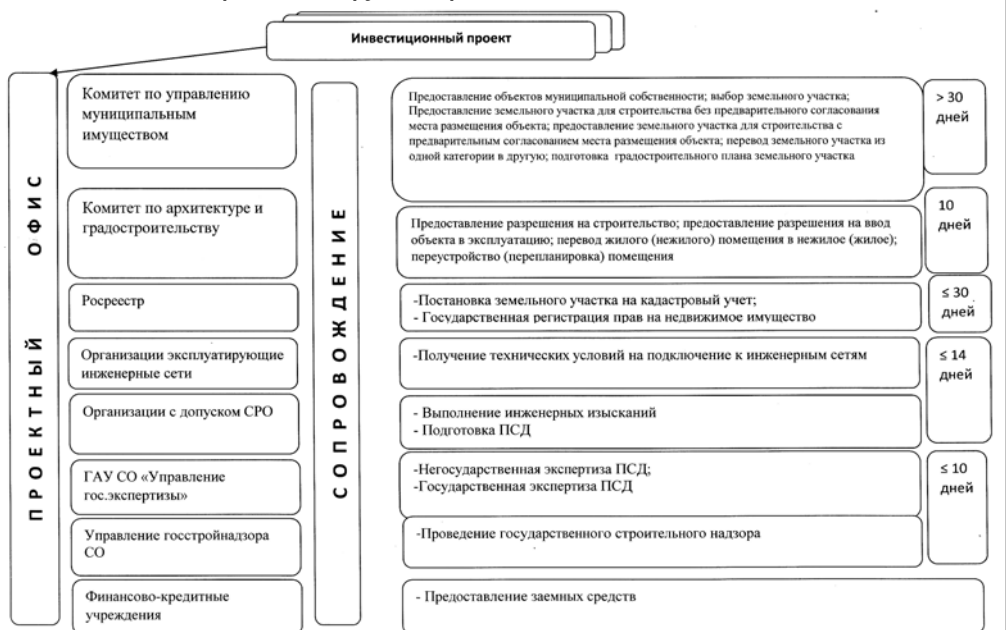 Инвестиционный проект
ПРОЕКТНЫЙ ОФИС
Комитет по управлению
муниципальным
имуществом
Комитет по архитектуре и
градостроительству
Росреестр
Организации эксплуатирующие
инженерные сети
Организации с допуском СРО
ГАУ СО «Управление
гос.экспертизы»
Управление госстройнадзора
СО
Финансово-кредитные
учреждения
СОПРОВОЖДЕНИЕ
Предоставление объектов муниципальной собственности; выбор земельного участка;
Предоставление земельного участка для строительства без предварительного согласования
места размещения объекта; предоставление земельного участка для строительства с
предварительным согласованием места размещения объекта; перевод земельного участка из
одной категории в другую; подготовка градостроительного плана земельного участка
Предоставление разрешения на строительство; предоставление разрешения на ввод
объекта в эксплуатацию; перевод жилого (нежилого) помещения в нежилое (жилое);
переустройство (перепланировка) помещения
-Постановка земельного участка на кадастровый учет;
- Государственная регистрация прав на недвижимое имущество
-Получение технических условий на подключение к инженерным сетям
- Выполнение инженерных изысканий
- Подготовка ПСД
-Негосударственная экспертиза ПСД;
-Государственная экспертиза ПСД
-Проведение государственного строительного надзора
- Предоставление заемных средств
> 30
дней
10
дней
≤ 30
дней
≤ 14
дней
≤ 10
дней